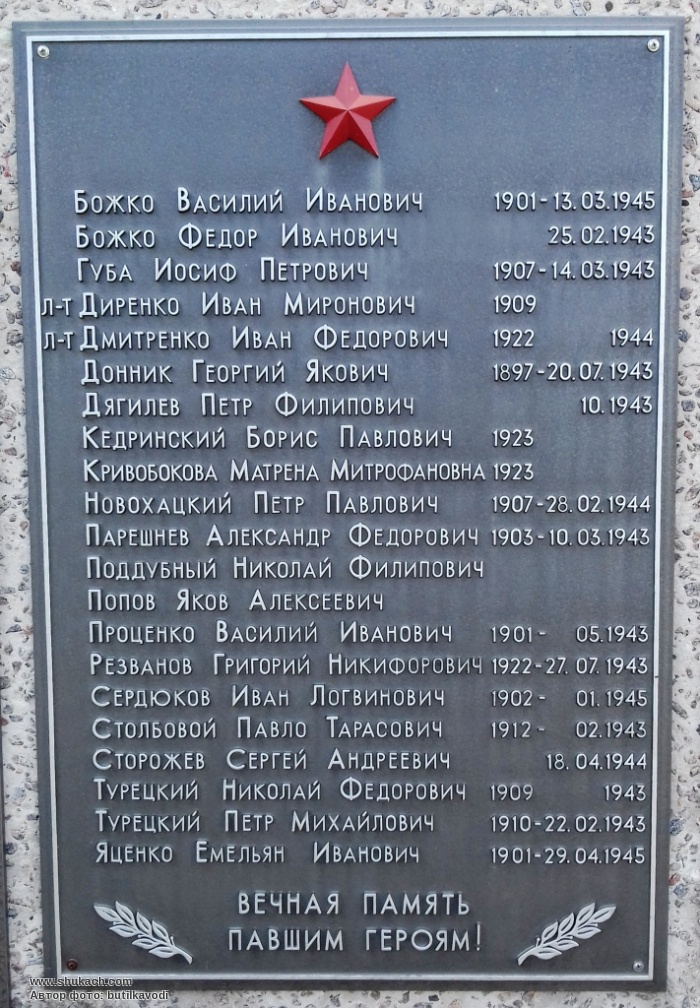 Божко Василий Иванович 1901-13.03.1945
Божко Федор Иванович 25.02.1943
Губа Иосиф Петрович 1907-14.03.1943
л-т Диренко Иван Миронович 1909
л-т Дмитренко Иван Федорович 1922 1944
Донник Георгий Якович 1897-20.07.1943
Дягилев Петр Филипович 10.1943
Кедринский Борис Павлович 1923
Кривобокова Матрена Митрофановна 1923
Новохацкий Петр Павлович 1907-28.02.1944
Парешнев Александр Федорович 1903-10.03.1943
Поддубный Николай Филипович
Попов Яков Алексеевич
Проценко Василий Иванович 1901- 05.1943
Резванов Григорий Никифорович 1922-27.07.1943
Сердюков Иван Логвинович 1902- 01.1945
Столбовой Павло Тарасович 1912- 02.1943
Сторожев Сергей Андреевич 18.04.1944
Турецкий Николай Федорович 1909 1943
Турецкий Петр Михайлович 1910-22.02.1943
Яценко Емельян Иванович 1901-29.04.1945
ВЕЧНАЯ ПАМЯТЬ
ПАВШИМ ГЕРОЯМ!
www.shukach.com
Автор фото: butilkavodi